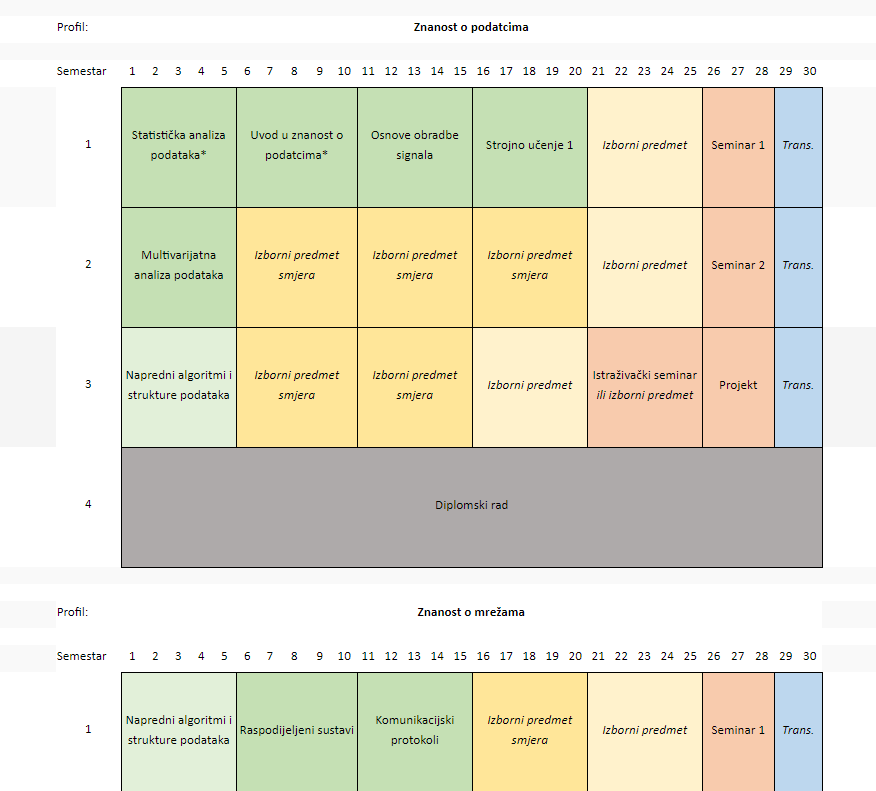 Profil: Znanost o podatcima
Semestar 1 2 3 4 5 6 7 8 9 10 11 12 13 14 15 16 17 18 19 20 21 22 23 24 25 26 27 28 29 30
1
Statistička analiza
podataka*
Uvod u znanost o
podatcima*
Osnove obradbe
signala
Strojno učenje 1
Izborni predmet
Seminar 1
Trans.
2
Multivarijatna
analiza podataka
Izborni predmet
smjera
Izborni predmet
smjera
Izborni predmet
smjera
Izborni predmet
Seminar 2
Trans.
3
Napredni algoritmi i
strukture podataka
Izborni predmet
smjera
Izborni predmet
smjera
Izborni predmet
Istraživački seminar
ili izborni predmet
Projekt
Trans.
4
Diplomski rad
Profil: Znanost o mrežama
Semestar 1 2 3 4 5 6 7 8 9 10 11 12 13 14 15 16 17 18 19 20 21 22 23 24 25 26 27 28 29 30
1
Napredni algoritmi i
strukture podataka
Raspodijeljeni sustavi
Komunikacijski
protokoli
Izborni predmet
smjera
Izborni predmet
Seminar 1
Trans.